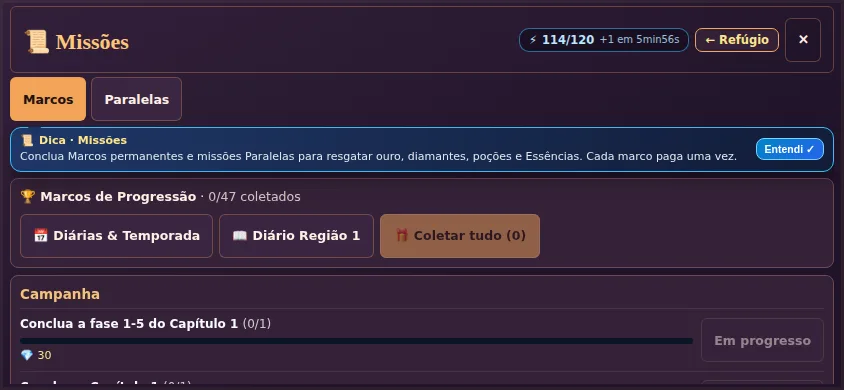 📜 Missões
⚡ 114/120 +1 em 5min56s
← Refúgio
✕
Marcos
Paralelas
📜 Dica · Missões
Conclua Marcos permanentes e missões Paralelas para resgatar ouro, diamantes, poções e Essências. Cada marco paga uma vez.
Entendi ✓
🏆 Marcos de Progressão · 0/47 coletados
📅 Diárias & Temporada
📖 Diário Região 1
🎁 Coletar tudo (0)
Campanha
Conclua a fase 1-5 do Capítulo 1 (0/1)
💎 30
Em progresso